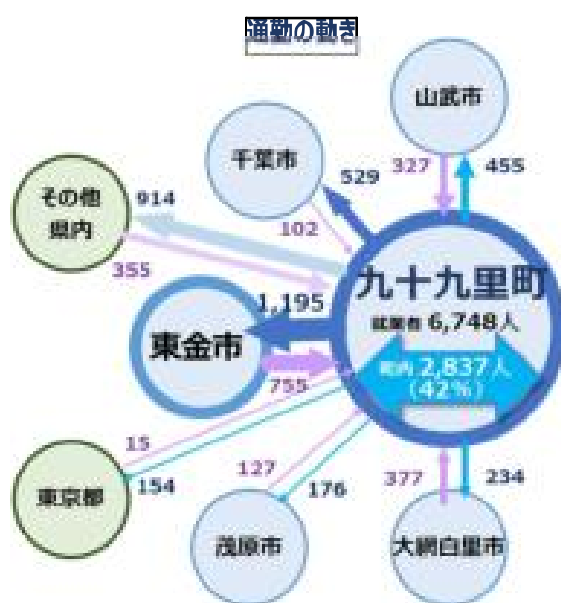 通勤の動き
山武市
千葉市
327
455
529
その他
県内
914
102
355
九十九里町
就業者 6,748人
1,195
東金市
町内 2,837人
(42%)
755
15
154
東京都
127
176
茂原市
377
234
大網白里市